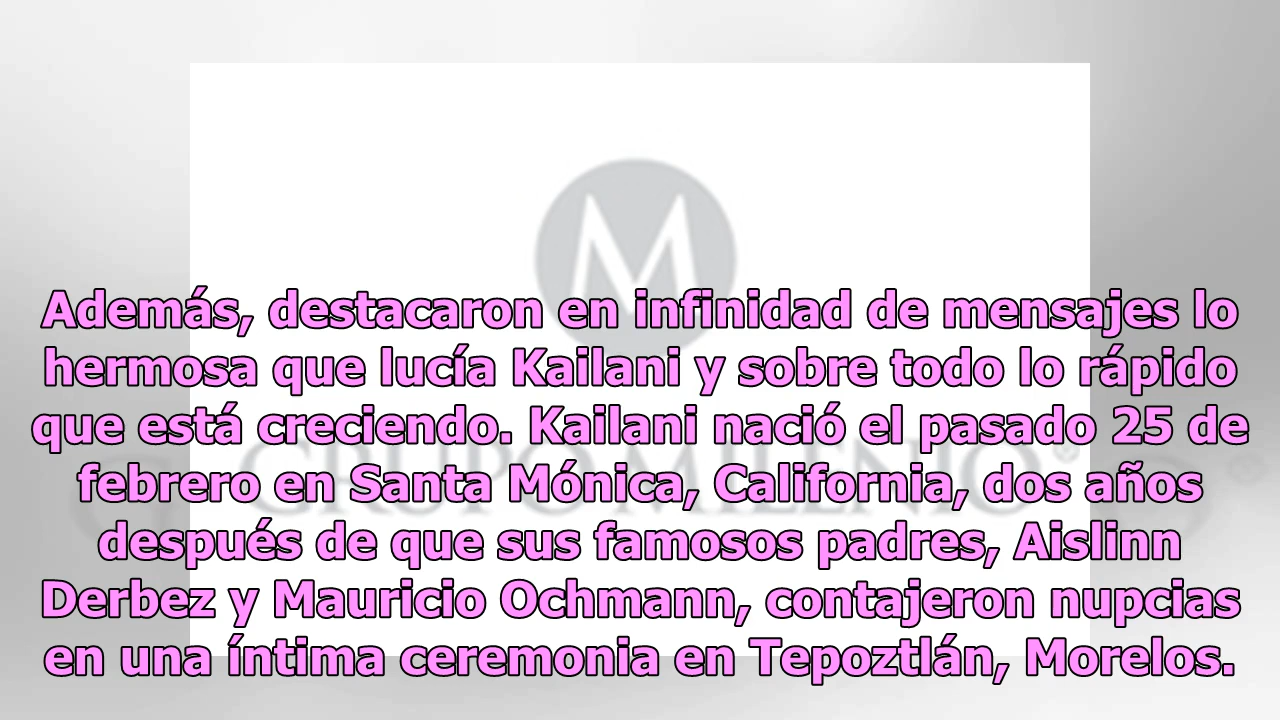 M
Además, destacaron en infinidad de mensajes lo
hermosa que lucía Kailani y sobre todo lo rápido
que está creciendo. Kailani nació el pasado 25 de
febrero en Santa Mónica, California, dos años
después de que sus famosos padres, Aislinn
Derbez y Mauricio Ochmann, contajeron nupcias
en una íntima ceremonia en Tepoztlán, Morelos.
GRUPO MILENIO®